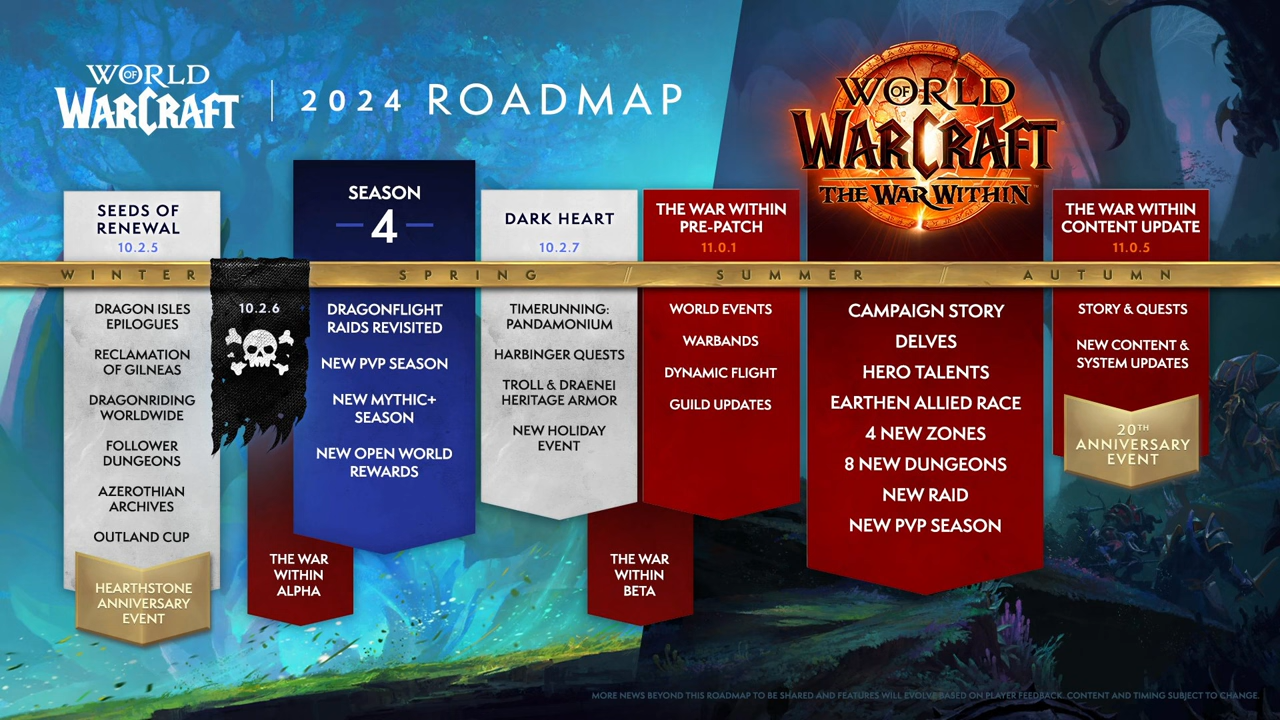 WORLD OF WARCRAFT
2024 ROADMAP
WORLD OF
WARCRAFT
THE WAR WITHIN
SEEDS OF
RENEWAL
10.2.5
WINTER
DRAGON ISLES
EPILOGUES
RECLAMATION
OF GILNEAS
DRAGONRIDING
WORLDWIDE
FOLLOWER
DUNGEONS
AZEROTHIAN
ARCHIVES
OUTLAND CUP
HEARTHSTONE
ANNIVERSARY
EVENT
10.2.6
THE WAR
WITHIN
ALPHA
SEASON
4
SPRING
DRAGONFLIGHT
RAIDS REVISITED
NEW PVP SEASON
NEW MYTHIC+
SEASON
NEW OPEN WORLD
REWARDS
DARK HEART
10.2.7
TIMERUNNING:
PANDAMONIUM
HARBINGER QUESTS
TROLL & DRAENEI
HERITAGE ARMOR
NEW HOLIDAY
EVENT
THE WAR
WITHIN
BETA
THE WAR WITHIN
PRE-PATCH
11.0.1
SUMMER
WORLD EVENTS
WARBANDS
DYNAMIC FLIGHT
GUILD UPDATES
CAMPAIGN STORY
DELVES
HERO TALENTS
EARTHEN ALLIED RACE
4 NEW ZONES
8 NEW DUNGEONS
NEW RAID
NEW PVP SEASON
THE WAR WITHIN
CONTENT UPDATE
11.0.5
AUTUMN
STORY & QUESTS
NEW CONTENT &
SYSTEM UPDATES
20TH
ANNIVERSARY
EVENT
MORE NEWS BEYOND THIS ROADMAP TO BE SHARED AND FEATURES WILL EVOLVE BASED ON PLAYER FEEDBACK. CONTENT AND TIMING SUBJECT TO CHANGE.